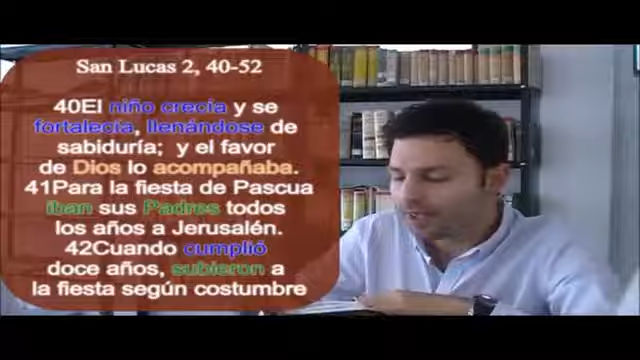 San Lucas 2, 40-52
40El niño crecía y se
fortalecía, llenándose de
sabiduría; y el favor
de Dios lo acompañaba.
41Para la fiesta de Pascua
iban sus Padres todos
los años a Jerusalén.
42Cuando cumplió
doce años, subieron a
la fiesta según costumbre